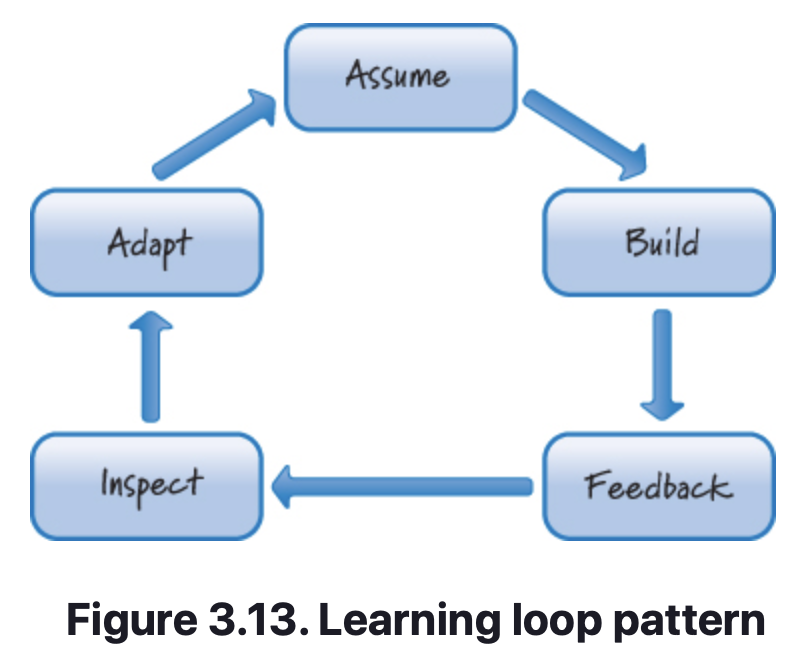 Assume
Adapt
Build
Inspect
Feedback
Figure 3.13. Learning loop pattern